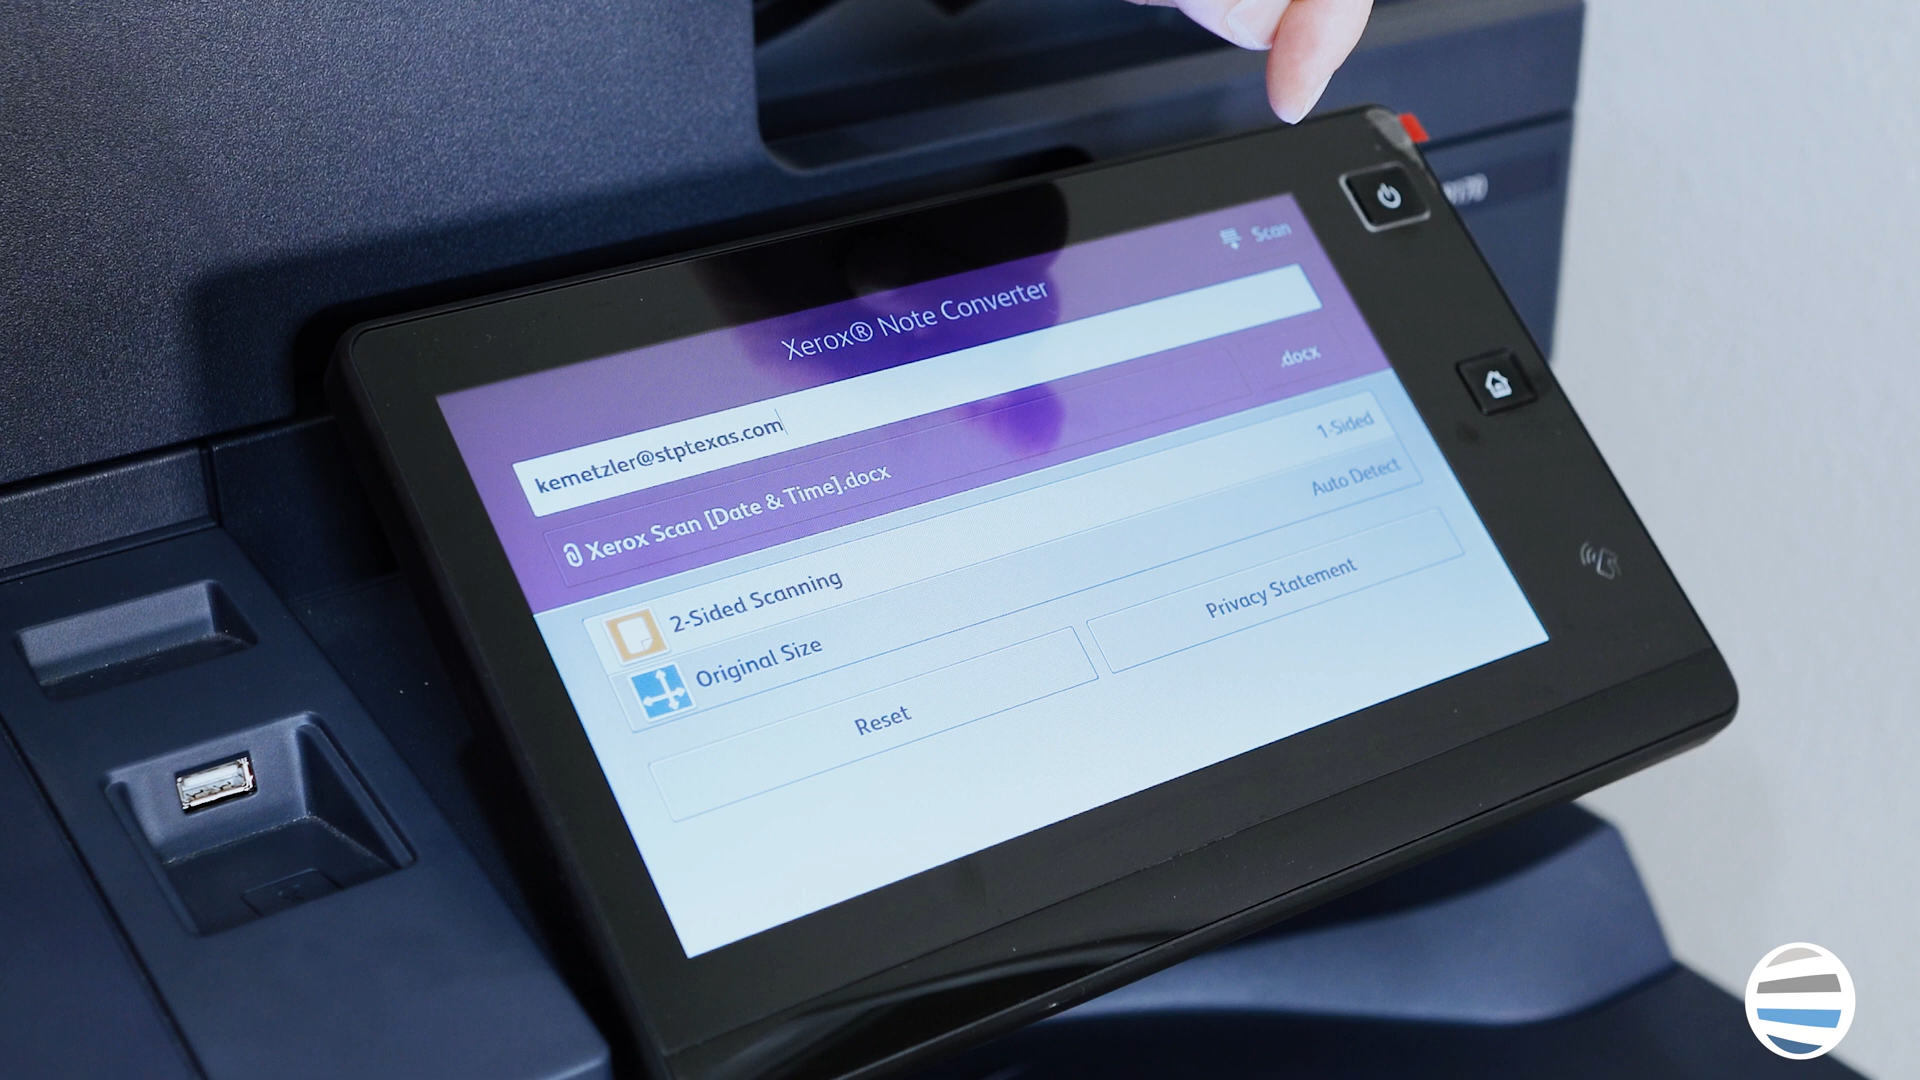 Scan
Xerox® Note Converter
kemetzler@stptexas.com
Xerox Scan [Date & Time].docx
.docx
2-Sided Scanning
1-Sided
Original Size
Auto Detect
Reset
Privacy Statement